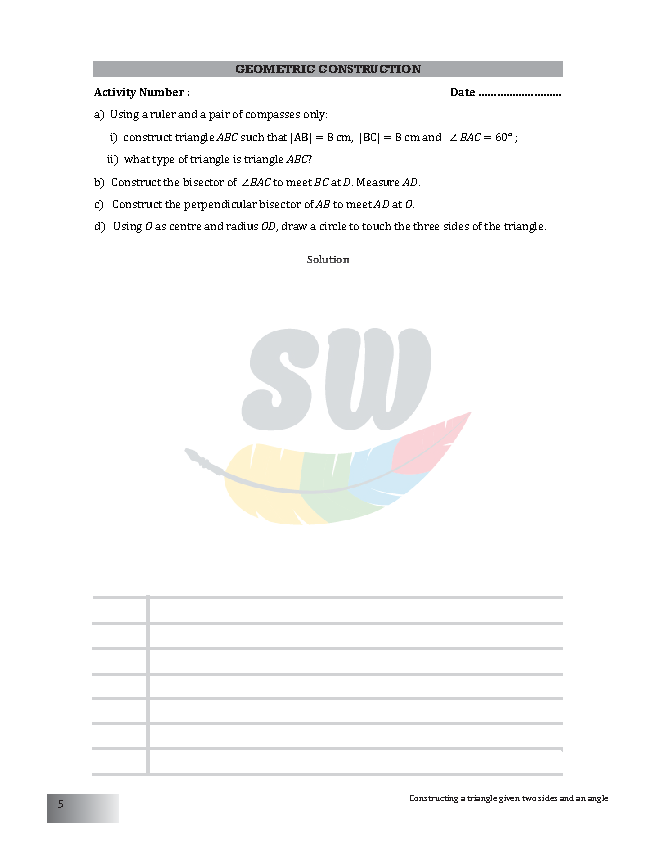 GEOMETRIC CONSTRUCTION
Activity Number : Date ...........................
a) Using a ruler and a pair of compasses only:
i) construct triangle ABC such that |AB| = 8 cm, |BC| = 8 cm and ∠BAC = 60° ;
ii) what type of triangle is triangle ABC?
b) Construct the bisector of ∠BAC to meet BC at D. Measure AD.
c) Construct the perpendicular bisector of AB to meet AD at O.
d) Using O as centre and radius OD, draw a circle to touch the three sides of the triangle.
Solution
SW
5
Constructing a triangle given two sides and an angle